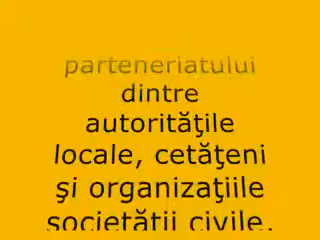 parteneriatului
dintre
autorităţile
locale, cetăţeni
şi organizaţiile
societăţii civile.